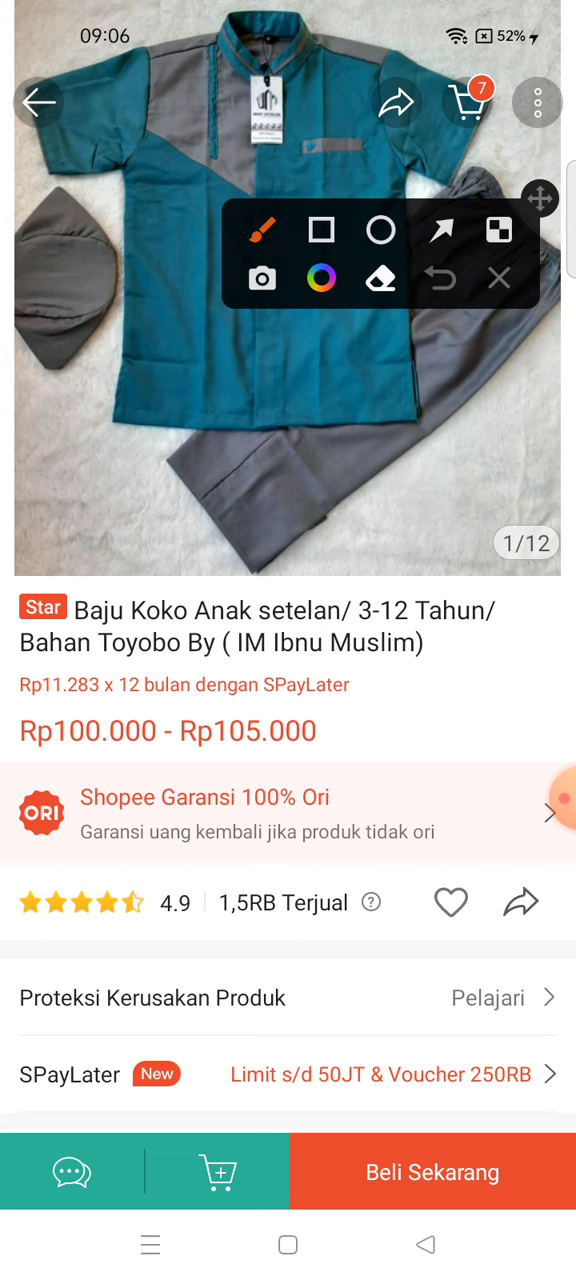 09:06
52%
7
1/12
Star Baju Koko Anak setelan/ 3-12 Tahun/
Bahan Toyobo By ( IM Ibnu Muslim)
Rp11.283 x 12 bulan dengan SPayLater
Rp100.000 - Rp105.000
ORI
Shopee Garansi 100% Ori
Garansi uang kembali jika produk tidak ori
4.9
1,5RB Terjual ?
Proteksi Kerusakan Produk
Pelajari
SPayLater New
Limit s/d 50JT & Voucher 250RB
Beli Sekarang